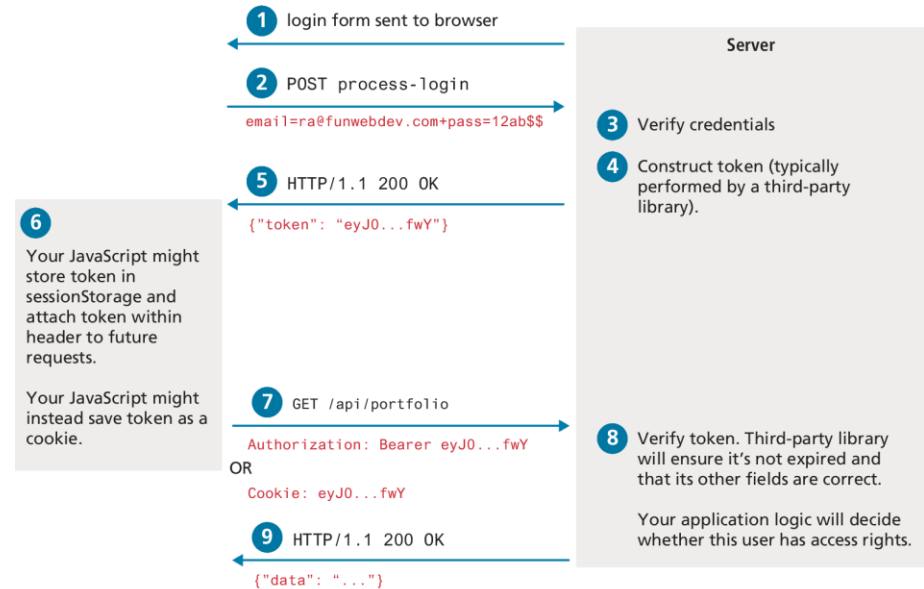 1 login form sent to browser
Server
2 POST process-login
email=ra@funwebdev.com+pass=12ab$$
3 Verify credentials
4 Construct token (typically
performed by a third-party
library).
5 HTTP/1.1 200 OK
{"token": “eyJ0...fwY"}
6
Your JavaScript might
store token in
sessionStorage and
attach token within
header to future
requests.
Your JavaScript might
instead save token as a
cookie.
7 GET /api/portfolio
Authorization: Bearer eyJ0...fwY
OR
Cookie: eyJ0...fwY
8 Verify token. Third-party library
will ensure it’s not expired and
that its other fields are correct.
Your application logic will decide
whether this user has access rights.
9 HTTP/1.1 200 OK
{"data": “..."}